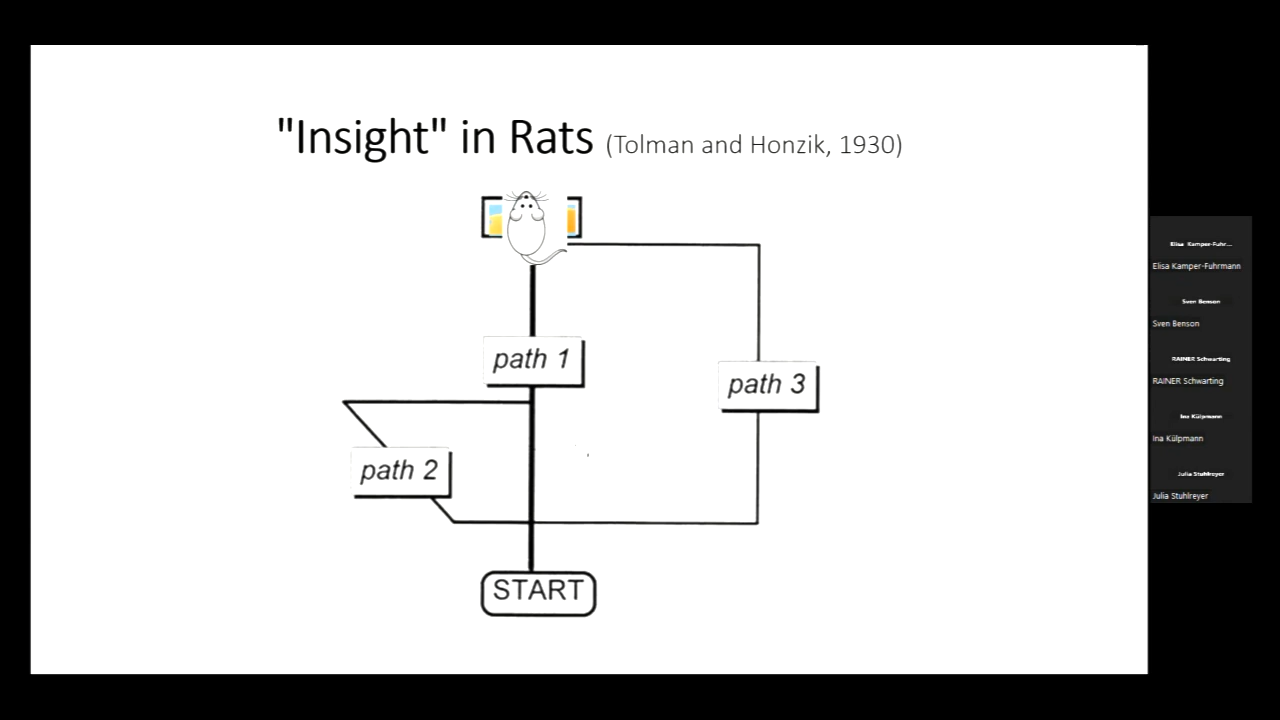 "Insight" in Rats (Tolman and Honzik, 1930)
path 1
path 3
path 2
START
Elisa Kamper-Fuhr...
Elisa Kamper-Fuhrmann
Sven Benson
Sven Benson
RAINER Schwarting
RAINER Schwarting
Ina Külpmann
Ina Külpmann
Julia Stuhlreyer
Julia Stuhlreyer